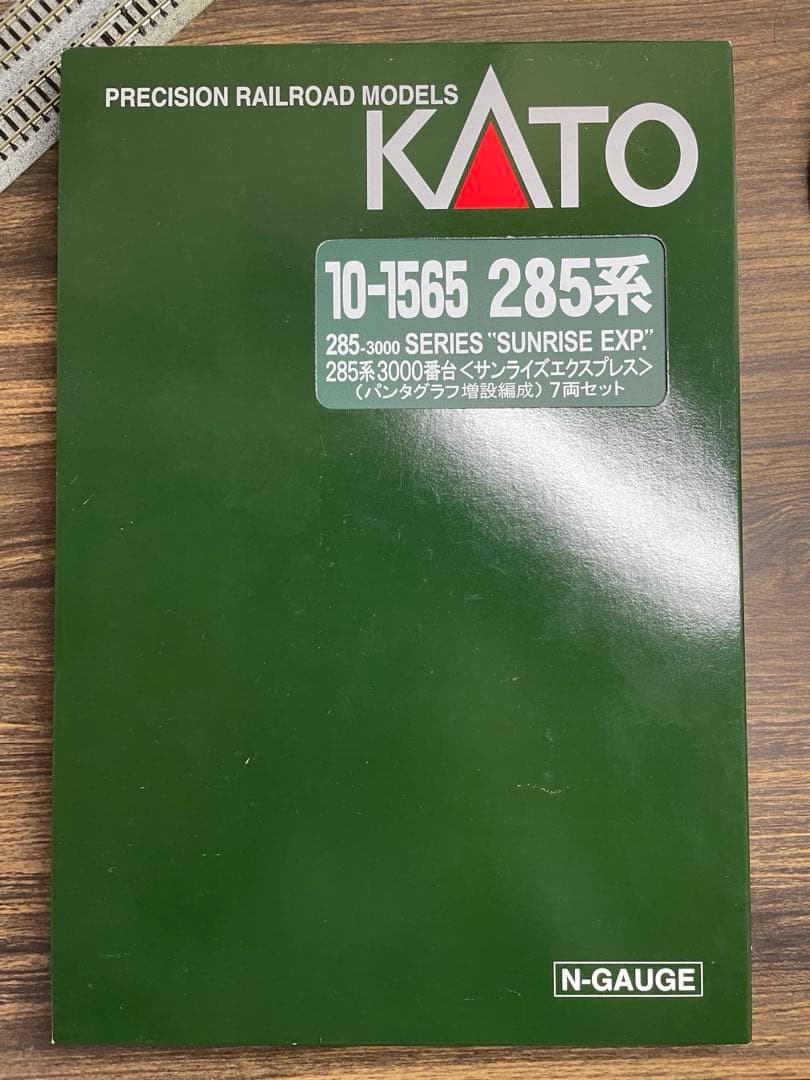 PRECISION RAILROAD MODELS
KATO
10-1565 285系
285-3000 SERIES "SUNRISE EXP."
285系3000番台<サンライズエクスプレス>
(パンタグラフ増設編成) 7両セット
N-GAUGE